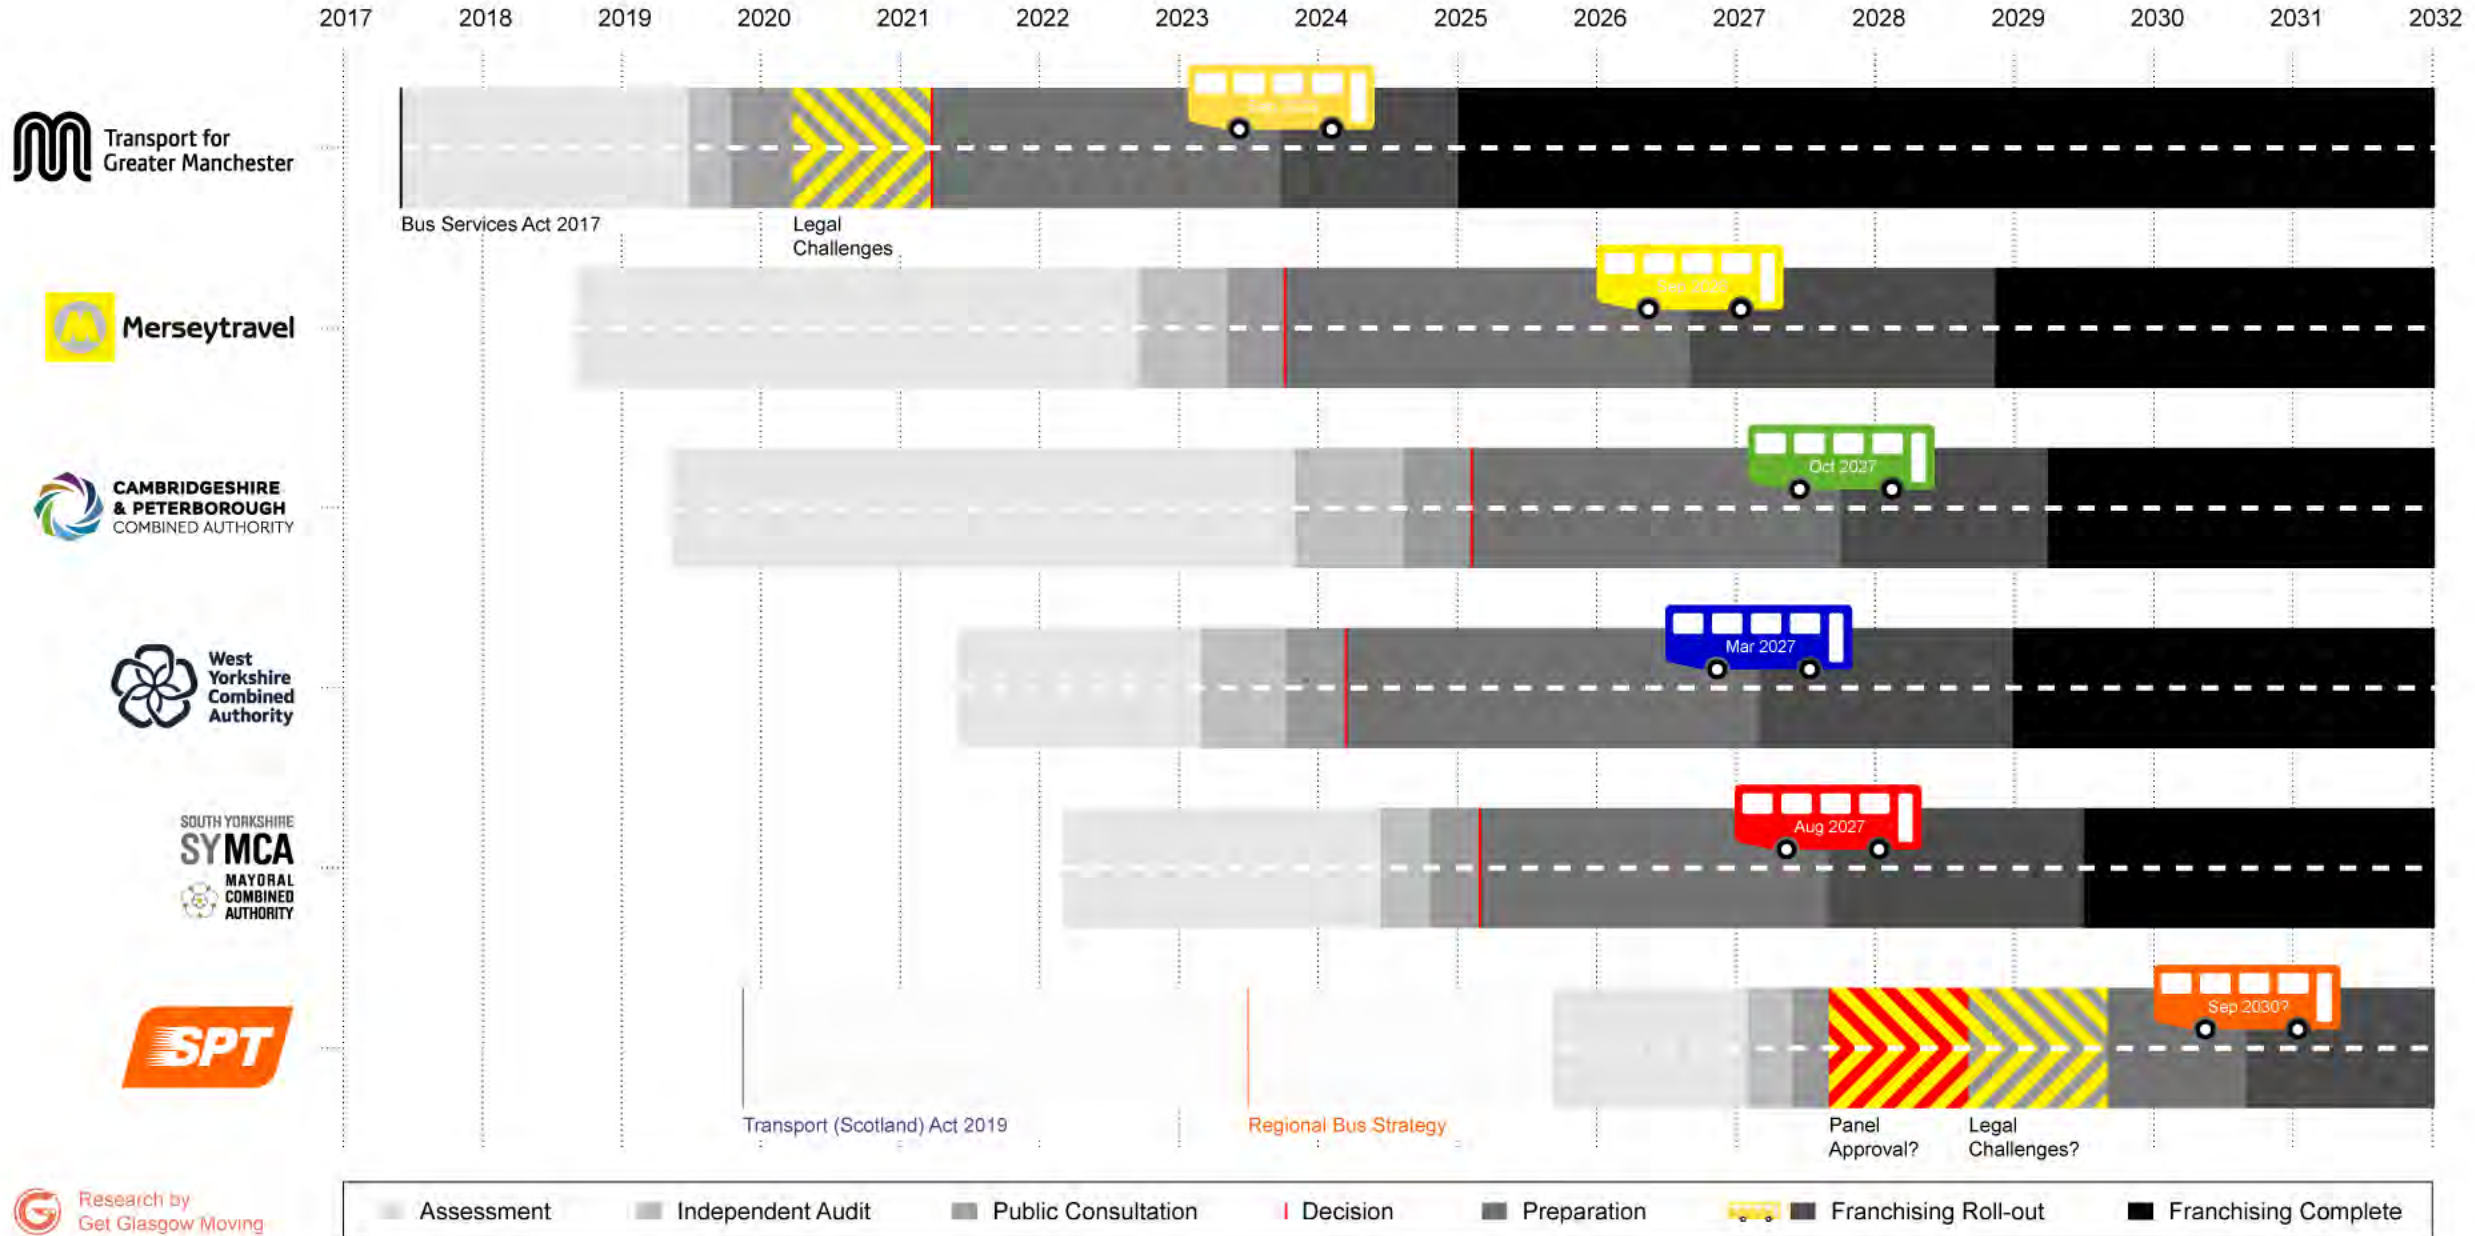 2017 2018 2019 2020 2021 2022 2023 2024 2025 2026 2027 2028 2029 2030 2031 2032
Transport for
Greater Manchester
Bus Services Act 2017
Legal
Challenges
Merseytravel
Sep 2026
CAMBRIDGESHIRE
& PETERBOROUGH
COMBINED AUTHORITY
Oct 2027
West
Yorkshire
Combined
Authority
Mar 2027
SOUTH YORKSHIRE
SYMCA
MAYORAL
COMBINED
AUTHORITY
Aug 2027
SPT
Sep 2030?
Transport (Scotland) Act 2019
Regional Bus Strategy
Panel
Approval?
Legal
Challenges?
Research by
Get Glasgow Moving
Assessment Independent Audit Public Consultation Decision Preparation Franchising Roll-out Franchising Complete